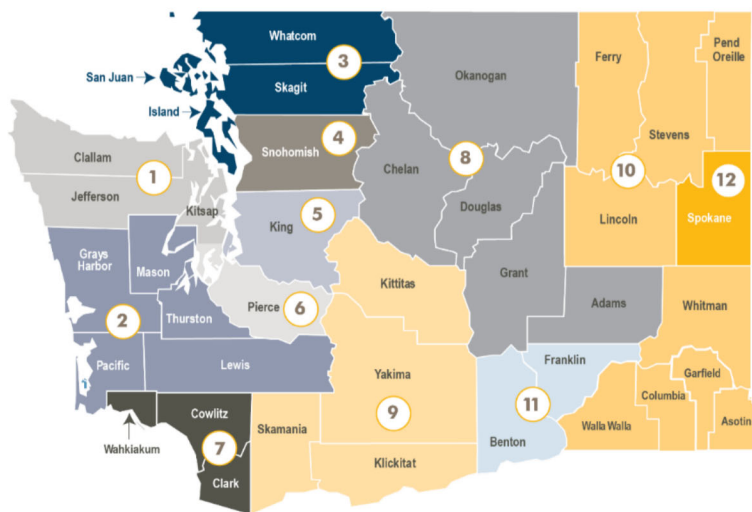 Whatcom
3
San Juan
Skagit
Island
Okanogan
Ferry
Pend
Oreille
Stevens
Clallam
1
Jefferson
Kitsap
4
Snohomish
Chelan
8
Douglas
10
12
Lincoln
Spokane
5
King
Grays
Harbor
Mason
2
Thurston
Pierce
6
Kittitas
Grant
Adams
Whitman
Pacific
Lewis
Yakima
9
Franklin
11
Benton
Garfield
Columbia
Walla Walla
Asotin
Wahkiakum
Cowlitz
7
Clark
Skamania
Klickitat